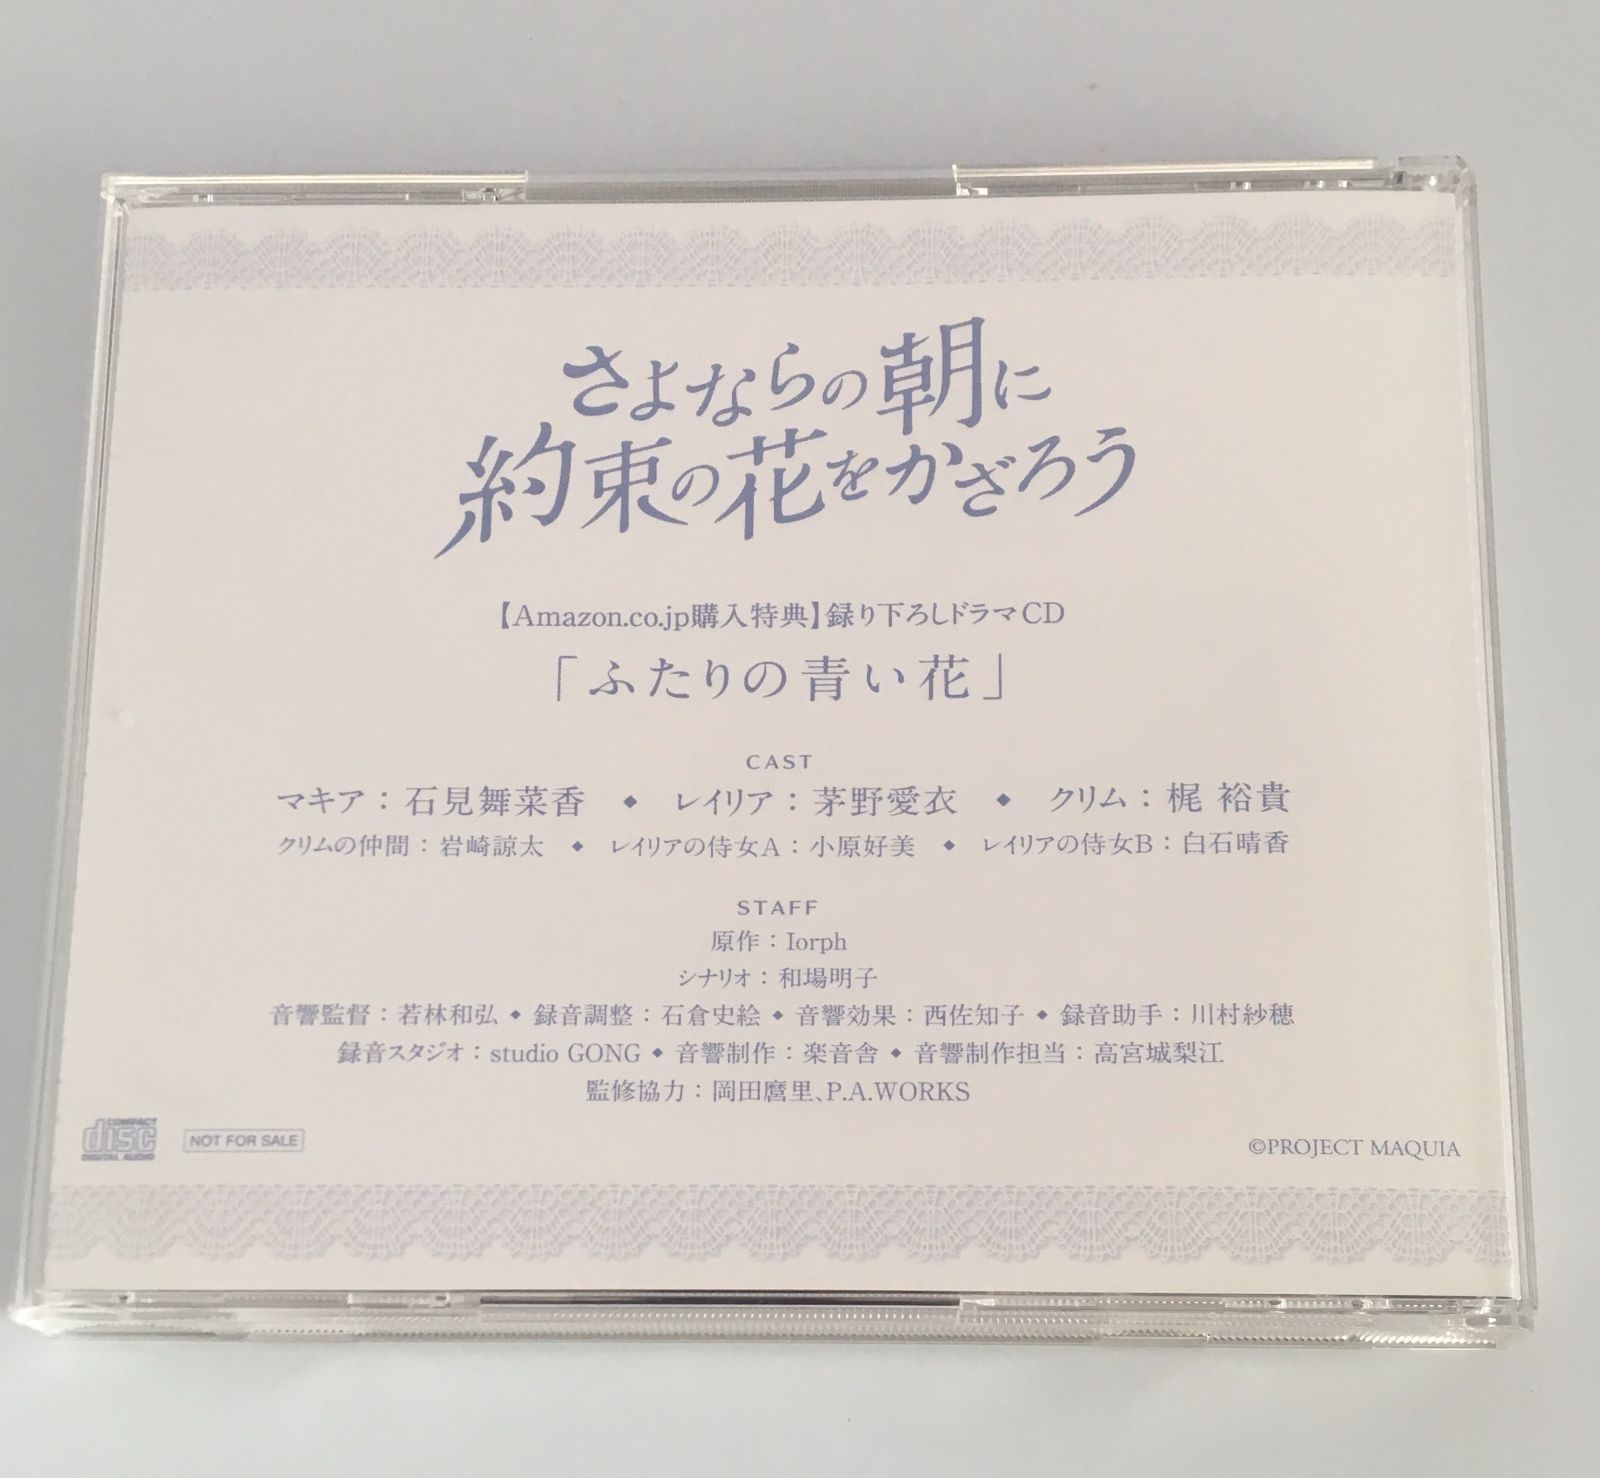 さよならの朝に
約束の花をかざろう
【Amazon.co.jp購入特典】録り下ろしドラマCD
「ふたりの青い花」
CAST
マキア：石見舞菜香 ◆ レイリア：茅野愛衣 ◆ クリム：梶 裕貴
クリムの仲間：岩崎諒太 ◆ レイリアの侍女A：小原好美 ◆ レイリアの侍女B：白石晴香
STAFF
原作：Iorph
シナリオ：和場明子
音響監督：若林和弘 ◆ 録音調整：石倉史絵 ◆ 音響効果：西佐知子 ◆ 録音助手：川村紗穂
録音スタジオ：studio GONG ◆ 音響制作：楽音舎 ◆ 音響制作担当：高宮城梨江
監修協力：岡田麿里、P.A.WORKS
COMPACT
disc
DIGITAL AUDIO
NOT FOR SALE
©PROJECT MAQUIA